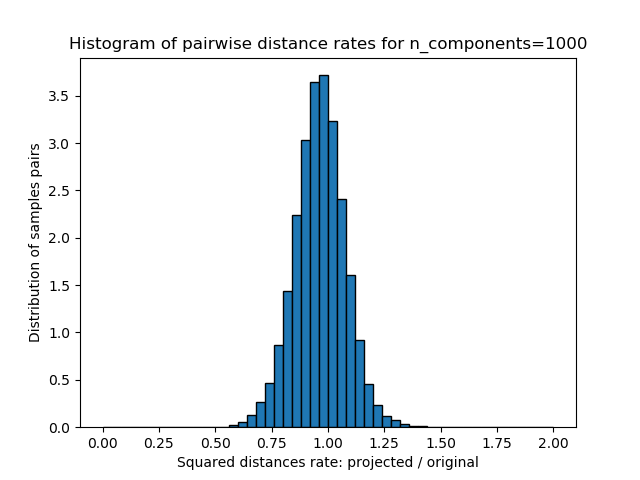 Histogram of pairwise distance rates for n_components=1000
3.5
3.0
2.5
2.0
1.5
1.0
0.5
0.0
Distribution of samples pairs
0.00 0.25 0.50 0.75 1.00 1.25 1.50 1.75 2.00
Squared distances rate: projected / original